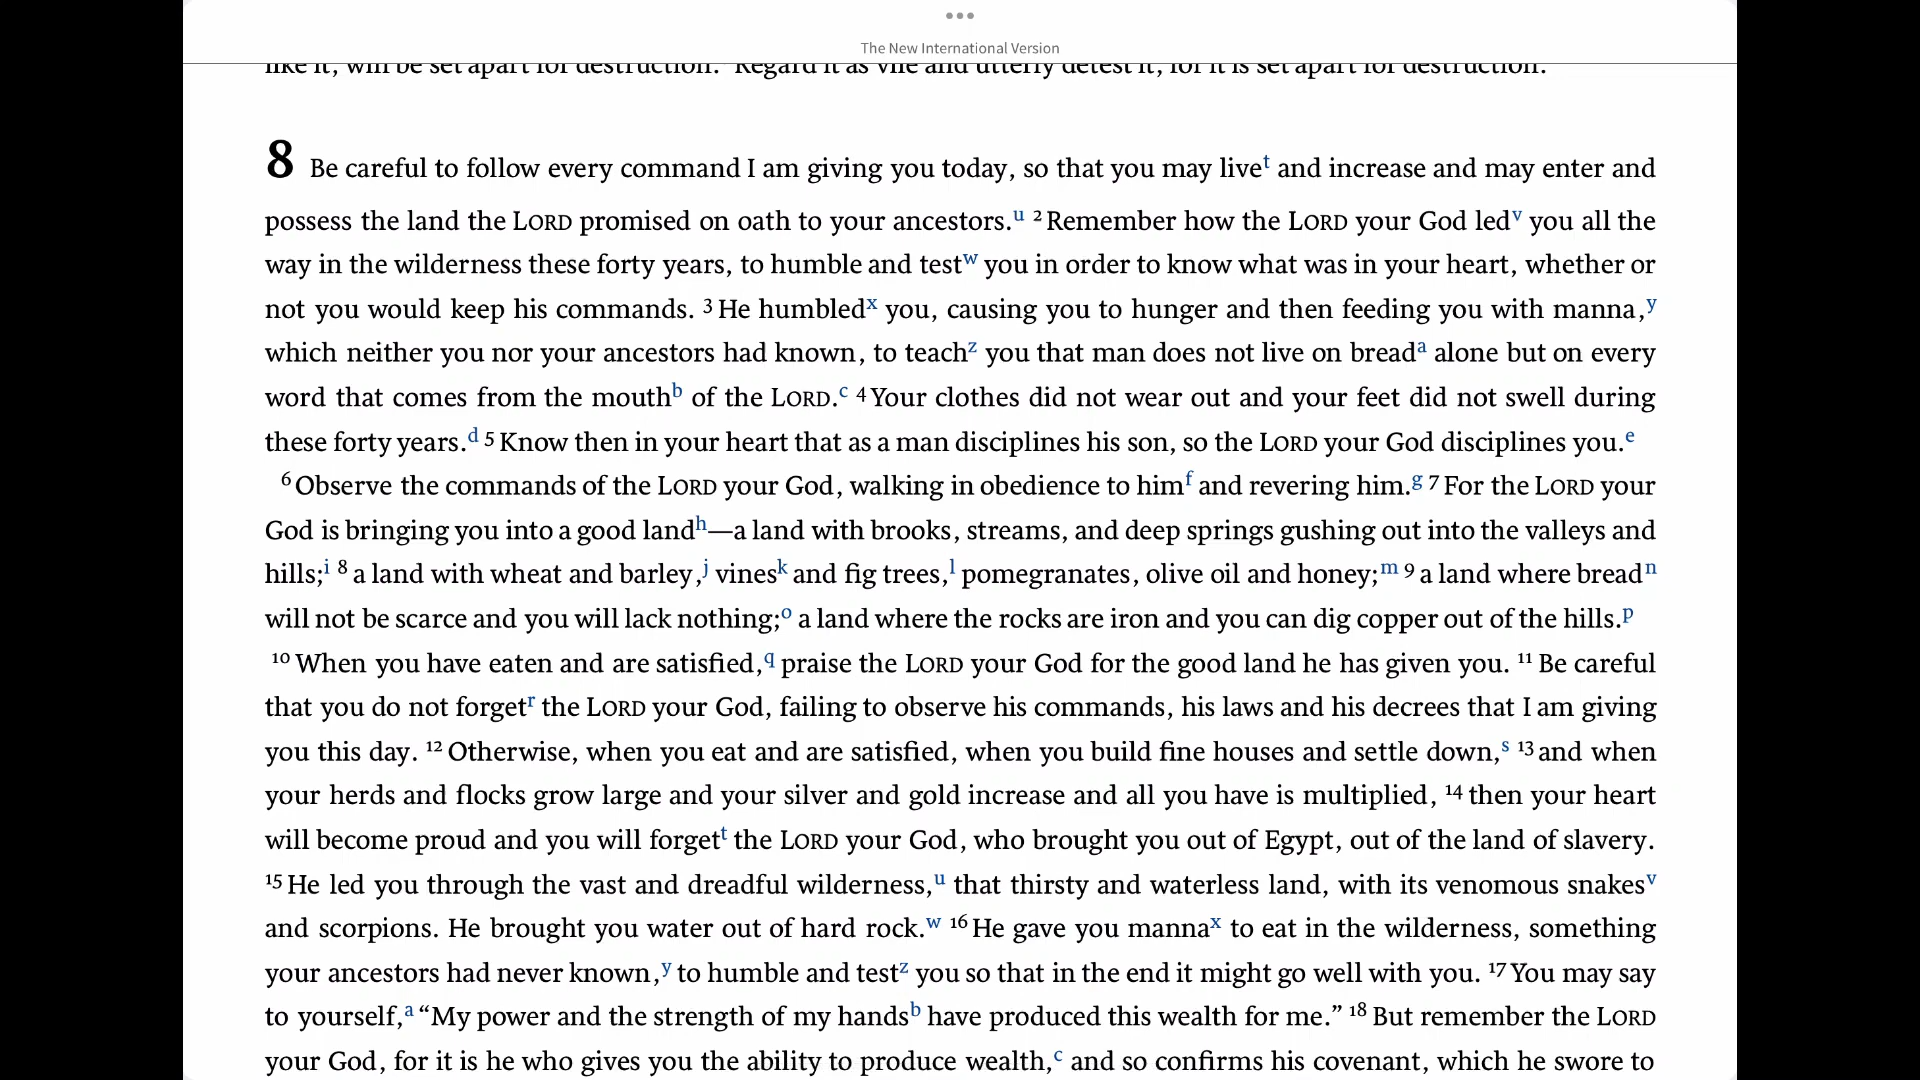 •••
The New International Version
like it, will be set apart for destruction. Regard it as vile and utterly detest it, for it is set apart for destruction.
8 Be careful to follow every command I am giving you today, so that you may live^t and increase and may enter and
possess the land the LORD promised on oath to your ancestors.^u ^2 Remember how the LORD your God led^v you all the
way in the wilderness these forty years, to humble and test^w you in order to know what was in your heart, whether or
not you would keep his commands. ^3 He humbled^x you, causing you to hunger and then feeding you with manna,^y
which neither you nor your ancestors had known, to teach^z you that man does not live on bread^a alone but on every
word that comes from the mouth^b of the LORD.^c ^4 Your clothes did not wear out and your feet did not swell during
these forty years.^d ^5 Know then in your heart that as a man disciplines his son, so the LORD your God disciplines you.^e
^6 Observe the commands of the LORD your God, walking in obedience to him^f and revering him.^g ^7 For the LORD your
God is bringing you into a good land^h—a land with brooks, streams, and deep springs gushing out into the valleys and
hills;^i ^8 a land with wheat and barley,^j vines^k and fig trees,^l pomegranates, olive oil and honey;^m ^9 a land where bread^n
will not be scarce and you will lack nothing;^o a land where the rocks are iron and you can dig copper out of the hills.^p
^10 When you have eaten and are satisfied,^q praise the LORD your God for the good land he has given you. ^11 Be careful
that you do not forget^r the LORD your God, failing to observe his commands, his laws and his decrees that I am giving
you this day. ^12 Otherwise, when you eat and are satisfied, when you build fine houses and settle down,^s ^13 and when
your herds and flocks grow large and your silver and gold increase and all you have is multiplied, ^14 then your heart
will become proud and you will forget^t the LORD your God, who brought you out of Egypt, out of the land of slavery.
^15 He led you through the vast and dreadful wilderness,^u that thirsty and waterless land, with its venomous snakes^v
and scorpions. He brought you water out of hard rock.^w ^16 He gave you manna^x to eat in the wilderness, something
your ancestors had never known,^y to humble and test^z you so that in the end it might go well with you. ^17 You may say
to yourself,^a “My power and the strength of my hands^b have produced this wealth for me.” ^18 But remember the LORD
your God, for it is he who gives you the ability to produce wealth,^c and so confirms his covenant, which he swore to